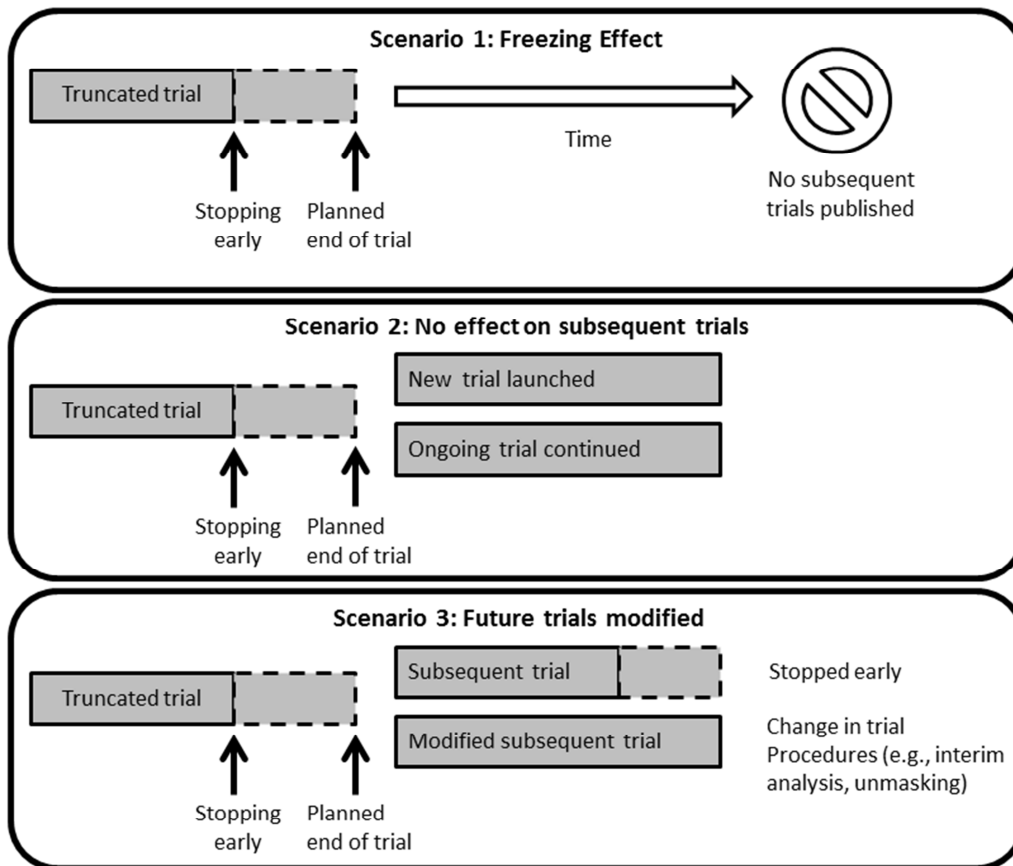 Scenario 1: Freezing Effect
Truncated trial
Time
Stopping
early
Planned
end of trial
No subsequent
trials published
Scenario 2: No effect on subsequent trials
New trial launched
Truncated trial
Ongoing trial continued
Stopping
early
Planned
end of trial
Scenario 3: Future trials modified
Subsequent trial
Stopped early
Truncated trial
Modified subsequent trial
Change in trial
Procedures (e.g., interim
analysis, unmasking)
Stopping
early
Planned
end of trial